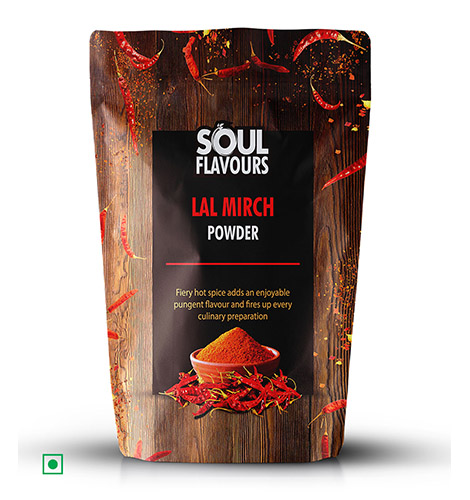 SOUL
FLAVOURS
LAL MIRCH
POWDER
Fiery hot spice adds an enjoyable
pungent flavour and fires up every
culinary preparation